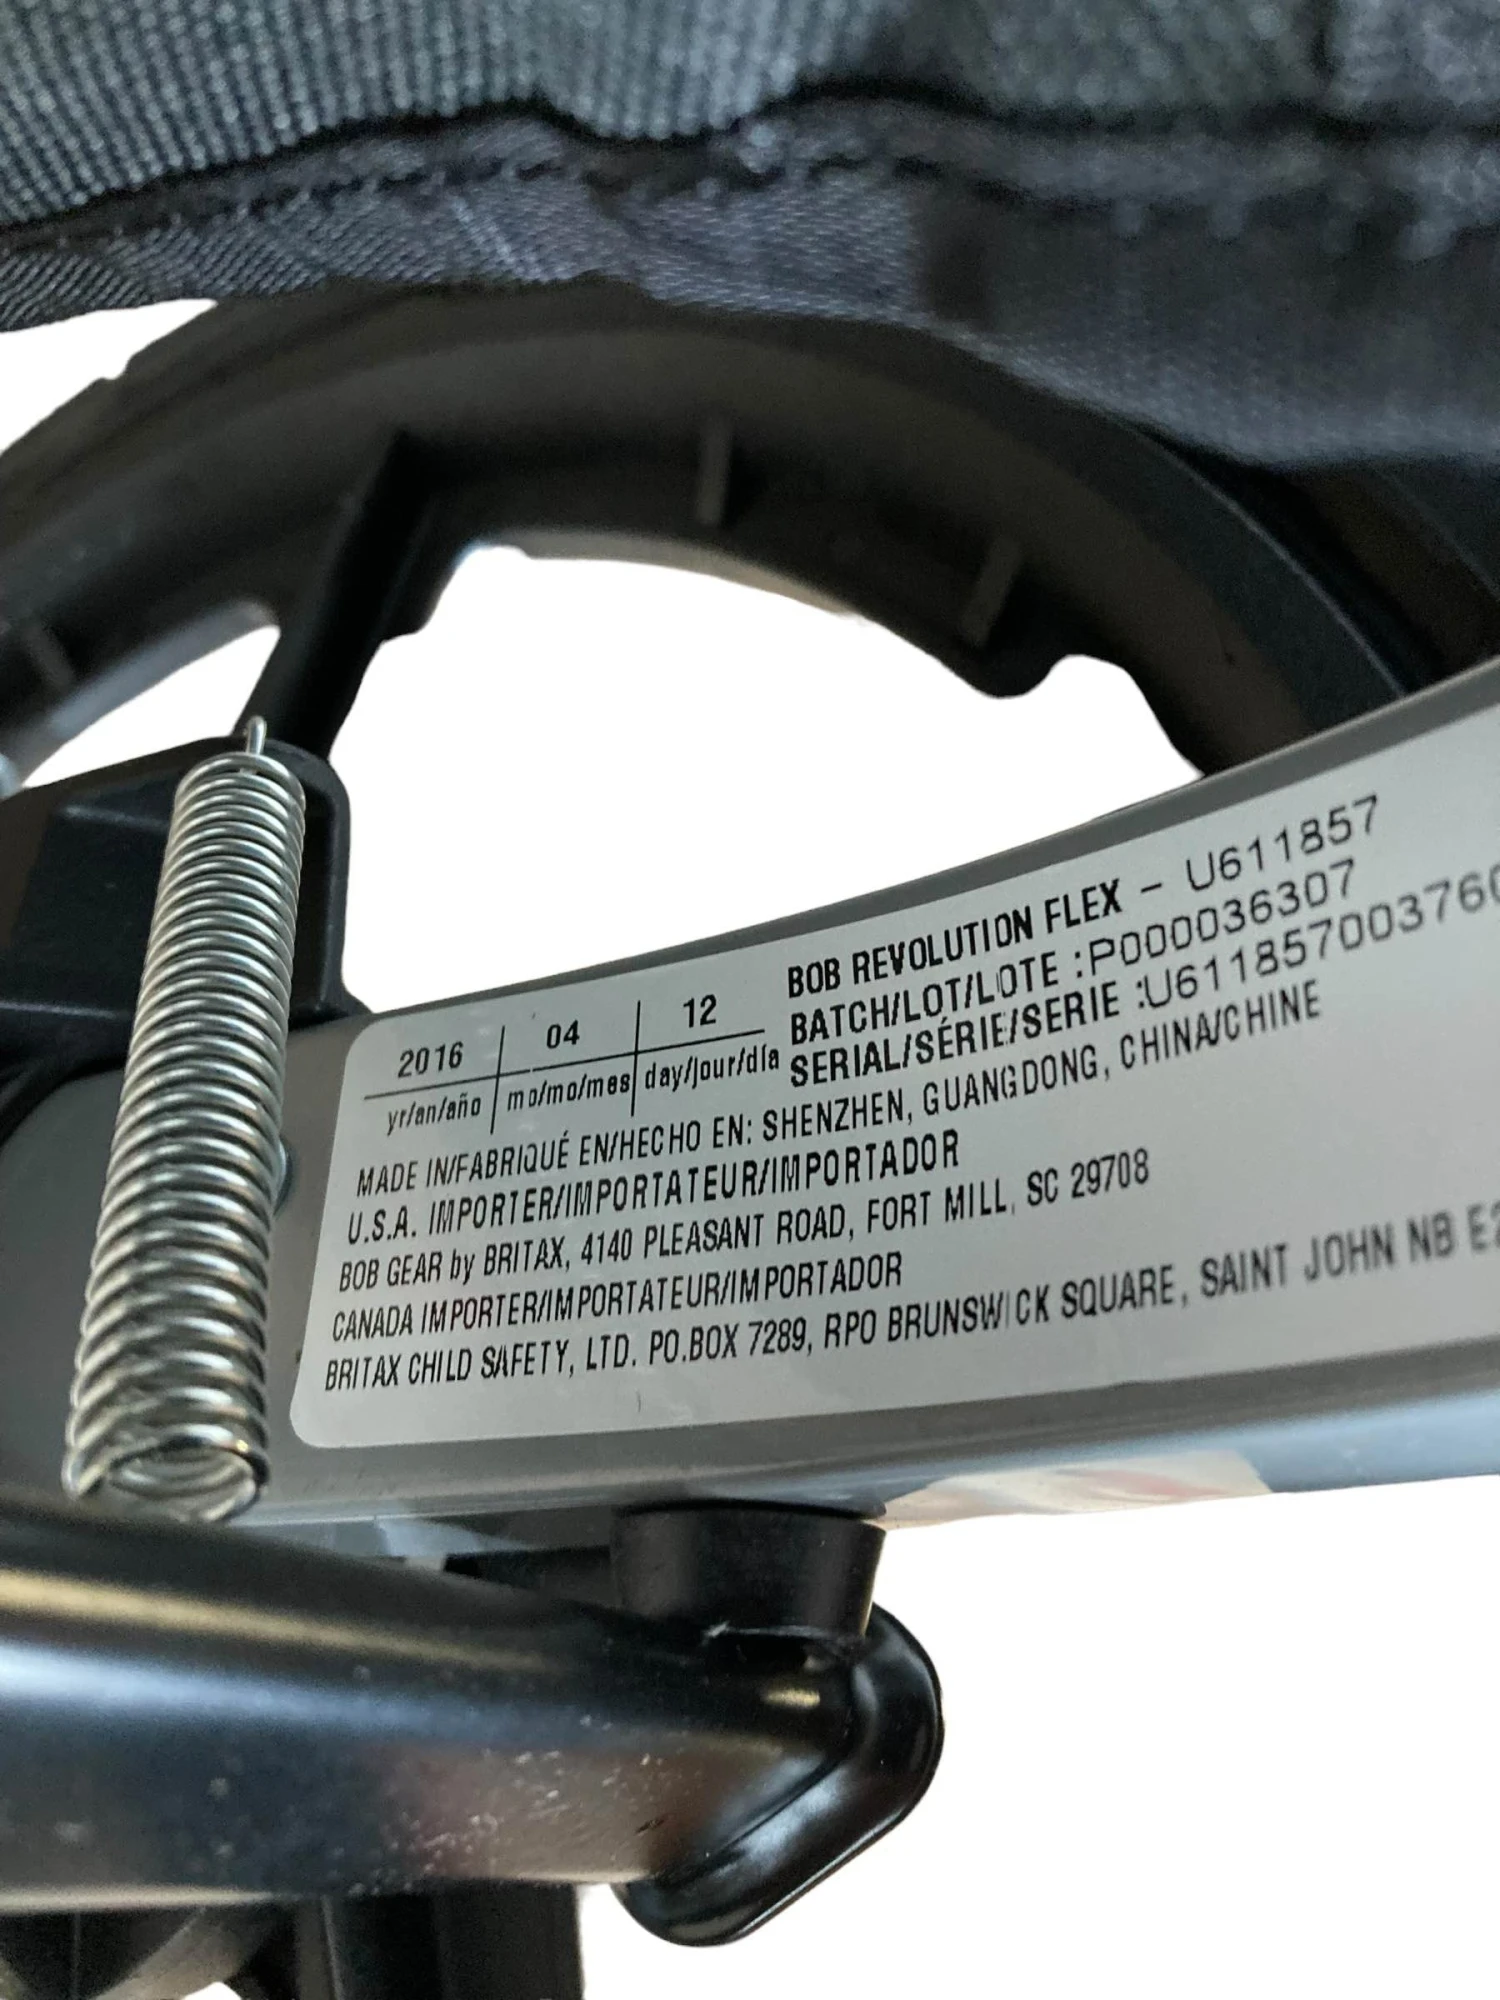 2016 | 04 | 12
yr/an/año | mo/mo/mes | day/jour/día
BOB REVOLUTION FLEX - U611857
BATCH/LOT/LOTE :P000036307
SERIAL/SÉRIE/SERIE :U611857003760
MADE IN/FABRIQUÉ EN/HECHO EN: SHENZHEN, GUANGDONG, CHINA/CHINE
U.S.A. IMPORTER/IMPORTATEUR/IMPORTADOR
BOB GEAR by BRITAX, 4140 PLEASANT ROAD, FORT MILL, SC 29708
CANADA IMPORTER/IMPORTATEUR/IMPORTADOR
BRITAX CHILD SAFETY, LTD. PO.BOX 7289, RPO BRUNSWICK SQUARE, SAINT JOHN NB